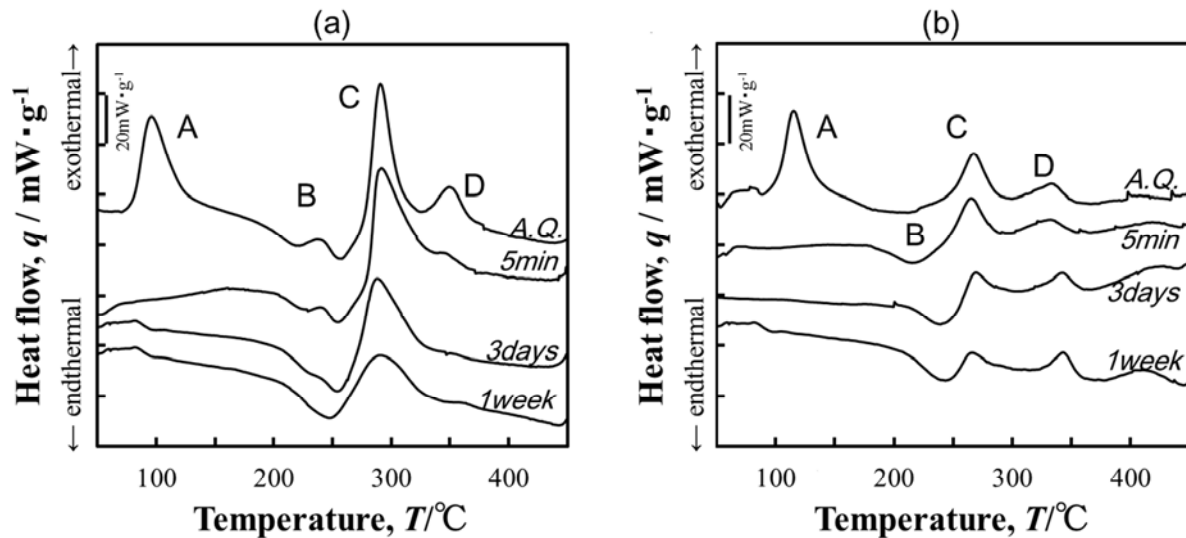 (a)
Heat flow, q / mW・g-1
← endthermal
exothermal →
20mW・g-1
A
B
C
D
A.Q.
5min
3days
1week
100 200 300 400
Temperature, T/℃
(b)
Heat flow, q / mW・g-1
← endthermal
exothermal →
20mW・g-1
A
B
C
D
A.Q.
5min
3days
1week
100 200 300 400
Temperature, T/℃